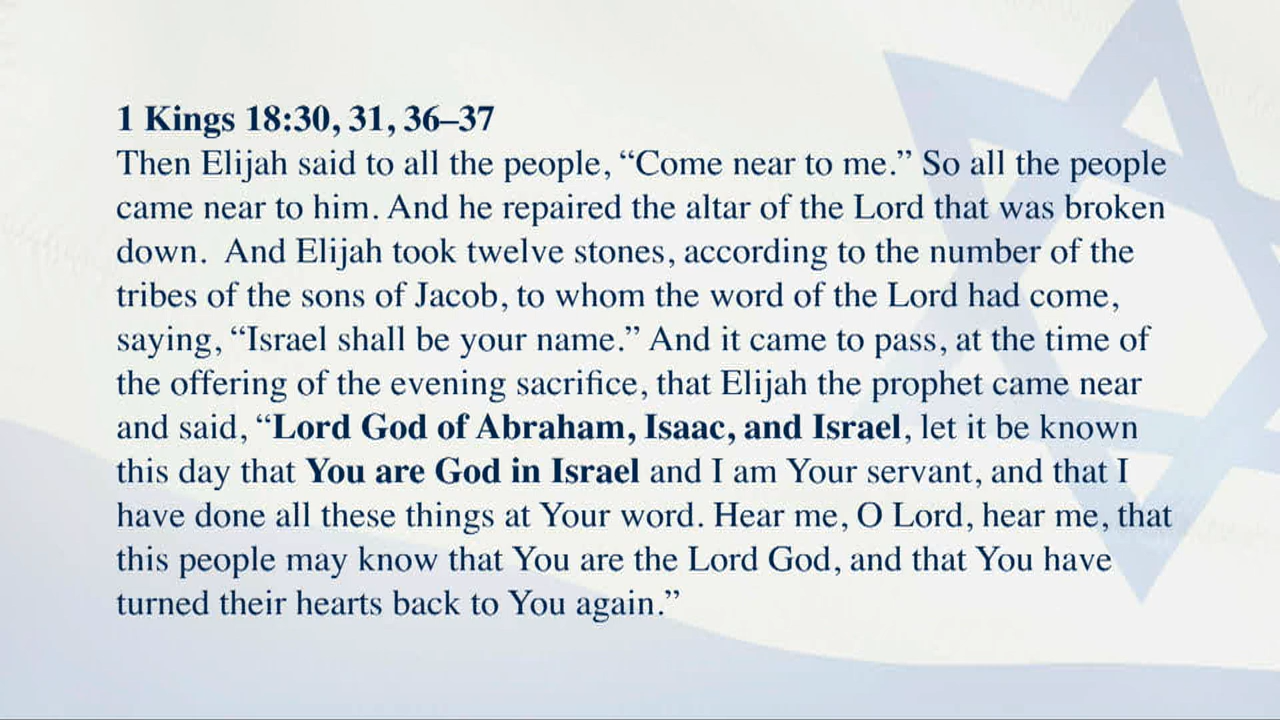 1 Kings 18:30, 31, 36–37
Then Elijah said to all the people, “Come near to me.” So all the people
came near to him. And he repaired the altar of the Lord that was broken
down.  And Elijah took twelve stones, according to the number of the
tribes of the sons of Jacob, to whom the word of the Lord had come,
saying, “Israel shall be your name.” And it came to pass, at the time of
the offering of the evening sacrifice, that Elijah the prophet came near
and said, “Lord God of Abraham, Isaac, and Israel, let it be known
this day that You are God in Israel and I am Your servant, and that I
have done all these things at Your word. Hear me, O Lord, hear me, that
this people may know that You are the Lord God, and that You have
turned their hearts back to You again.”